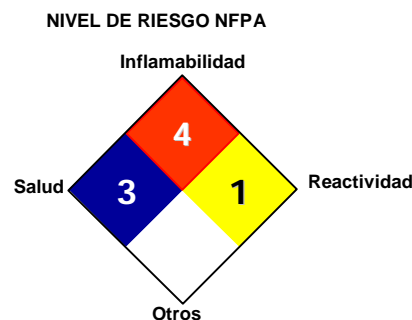 NIVEL DE RIESGO NFPA
Inflamabilidad
4
Salud
3
1
Reactividad
Otros